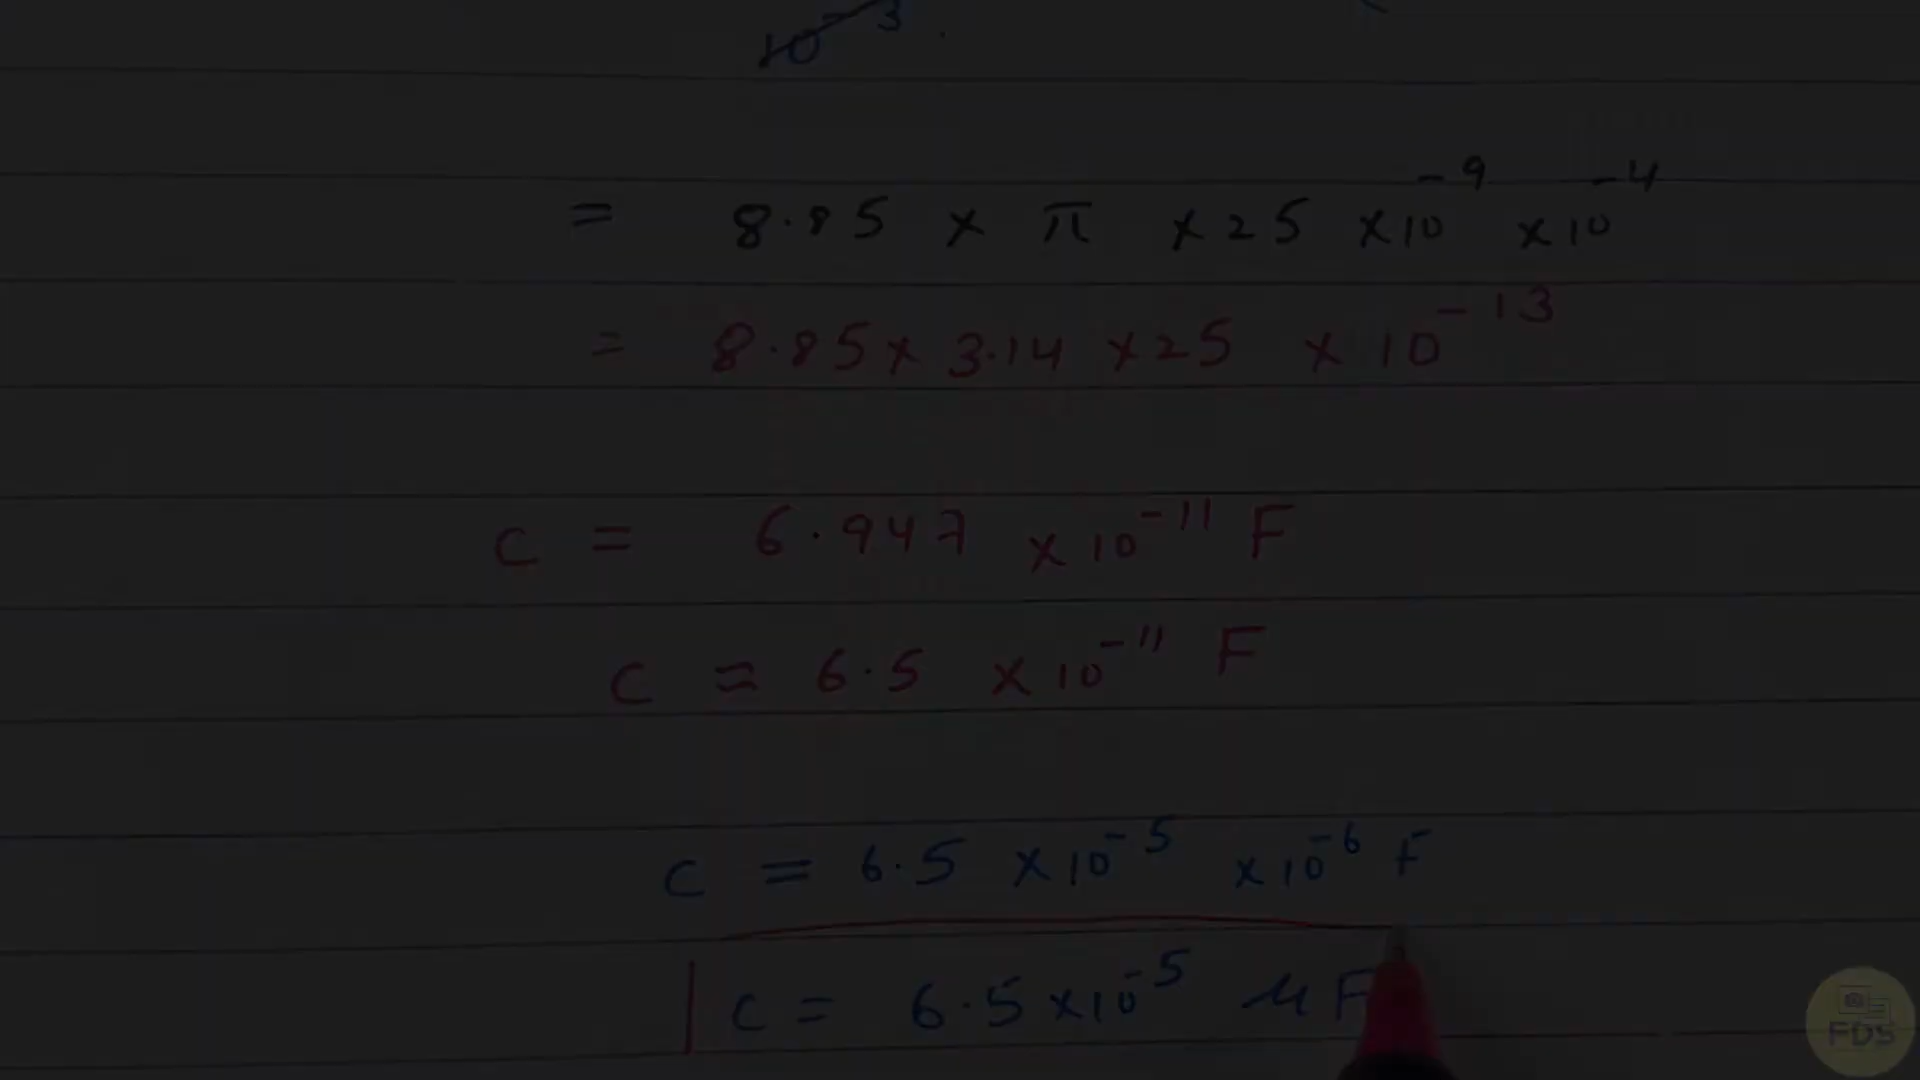 10⁻³ .
= 8.85 × π × 25 × 10⁻⁹ × 10⁻⁴
= 8.85 × 3.14 × 25 × 10⁻¹³
C = 6.947 × 10⁻¹¹ F
C ≈ 6.5 × 10⁻¹¹ F
C = 6.5 × 10⁻⁵ × 10⁻⁶ F
C = 6.5 × 10⁻⁵ μF
FDS